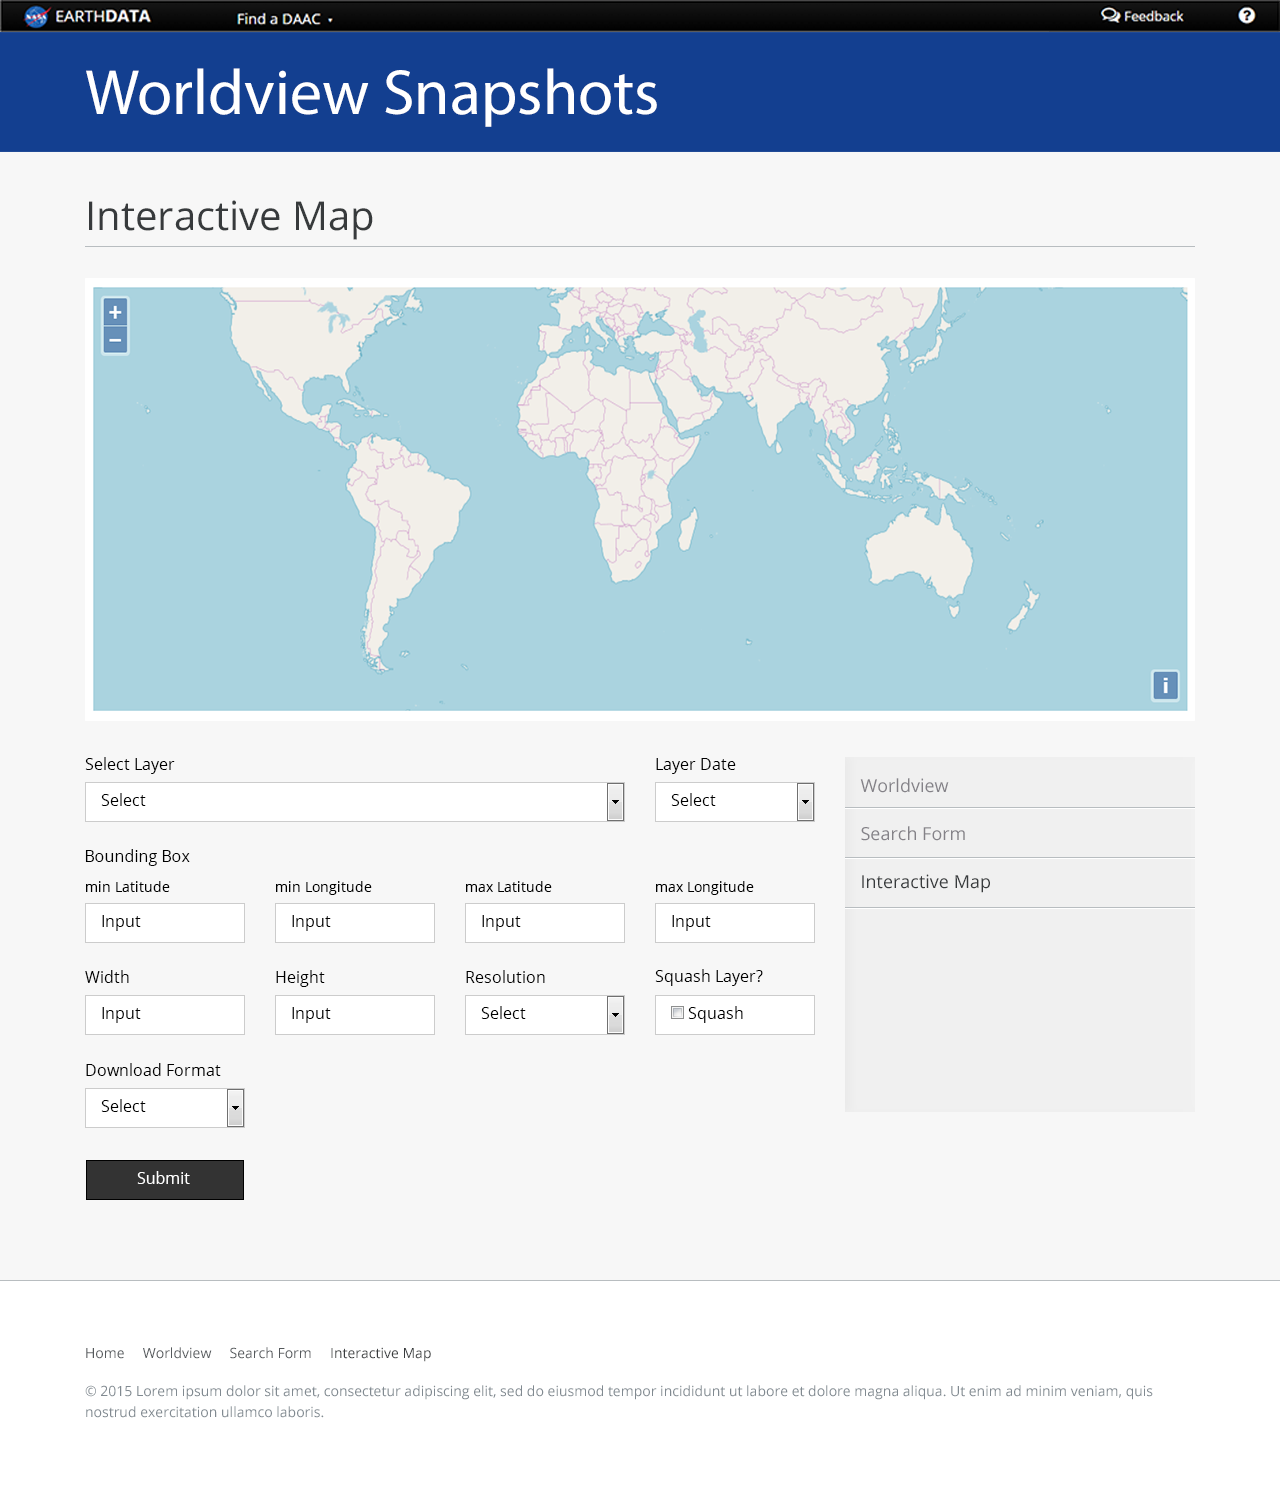 NASA EARTHDATA Find a DAAC Feedback ?
Worldview Snapshots
Interactive Map
+
−
i
Select Layer Layer Date
Select Select
Worldview
Search Form
Interactive Map
Bounding Box
min Latitude min Longitude max Latitude max Longitude
Input Input Input Input
Width Height Resolution Squash Layer?
Input Input Select Squash
Download Format
Select
Submit
Home Worldview Search Form Interactive Map
© 2015 Lorem ipsum dolor sit amet, consectetur adipiscing elit, sed do eiusmod tempor incididunt ut labore et dolore magna aliqua. Ut enim ad minim veniam, quis
nostrud exercitation ullamco laboris.